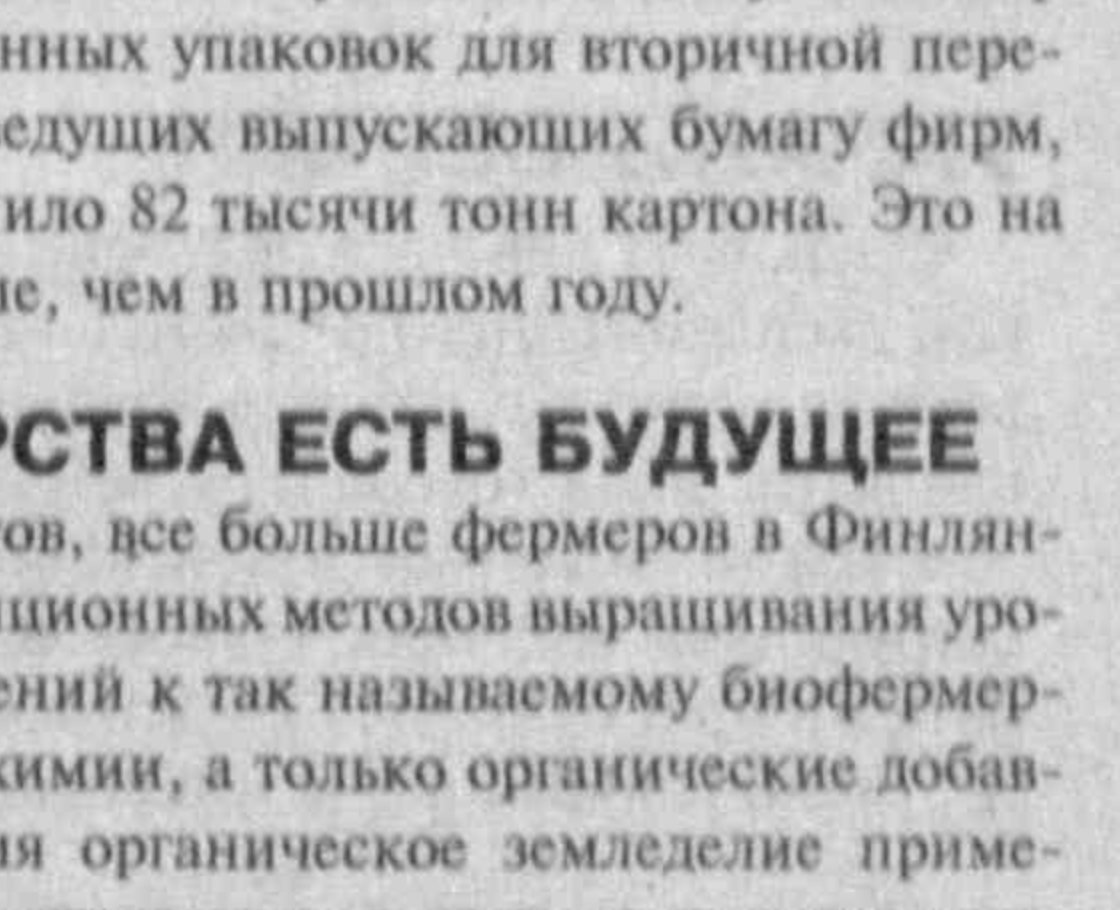 нных упаковок для вторичной пере-
едущих выпускающих бумагу фирм,
ило 82 тысячи тонн картона. Это на
е, чем в прошлом году.
РСТВА ЕСТЬ БУДУЩЕЕ
ов, все больше фермеров в Финлян-
ционных методов выращивания уро-
ений к так называемому биофермер-
химии, а только органические добав-
ия органическое земледелие приме-